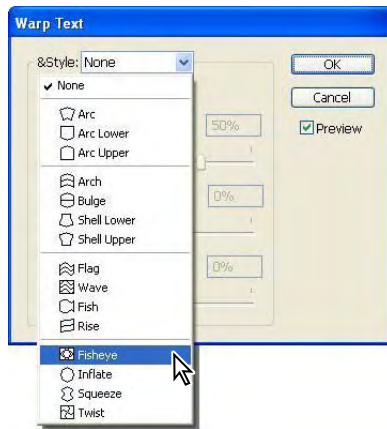 Warp Text
&Style: None
OK
None
Cancel
Arc
50%
Preview
Arc Lower
Arc Upper
Arch
0%
Bulge
Shell Lower
Shell Upper
Flag
0%
Wave
Fish
Rise
Fisheye
Inflate
Squeeze
Twist